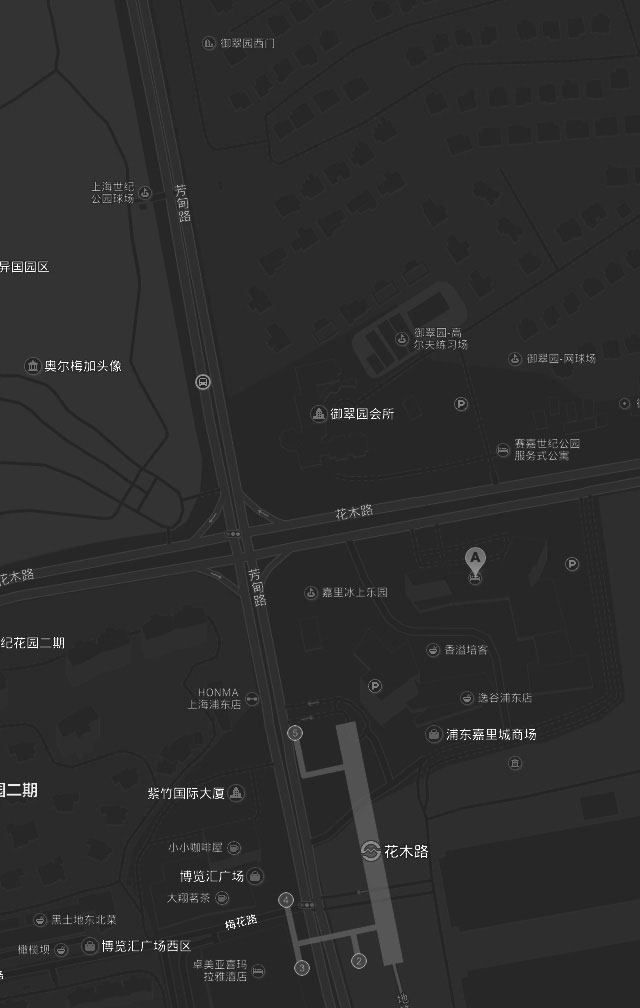 御翠园西门
上海世纪
公园球场
芳甸路
异国园区
御翠园-高
尔夫练习场
奥尔梅加头像
御翠园-网球场
P
御翠园会所
赛嘉世纪公园
服务式公寓
花木路
A
P
花木路
芳甸路
嘉里冰上乐园
纪花园二期
香溢培客
P
HONMA
上海浦东店
逸谷浦东店
5
浦东嘉里城商场
园二期
紫竹国际大厦
小小咖啡屋
花木路
博览汇广场
大翔茗茶
4
黑土地东北菜
梅花路
橄榄坝
博览汇广场西区
卓美亚喜玛
拉雅酒店
3
2
地